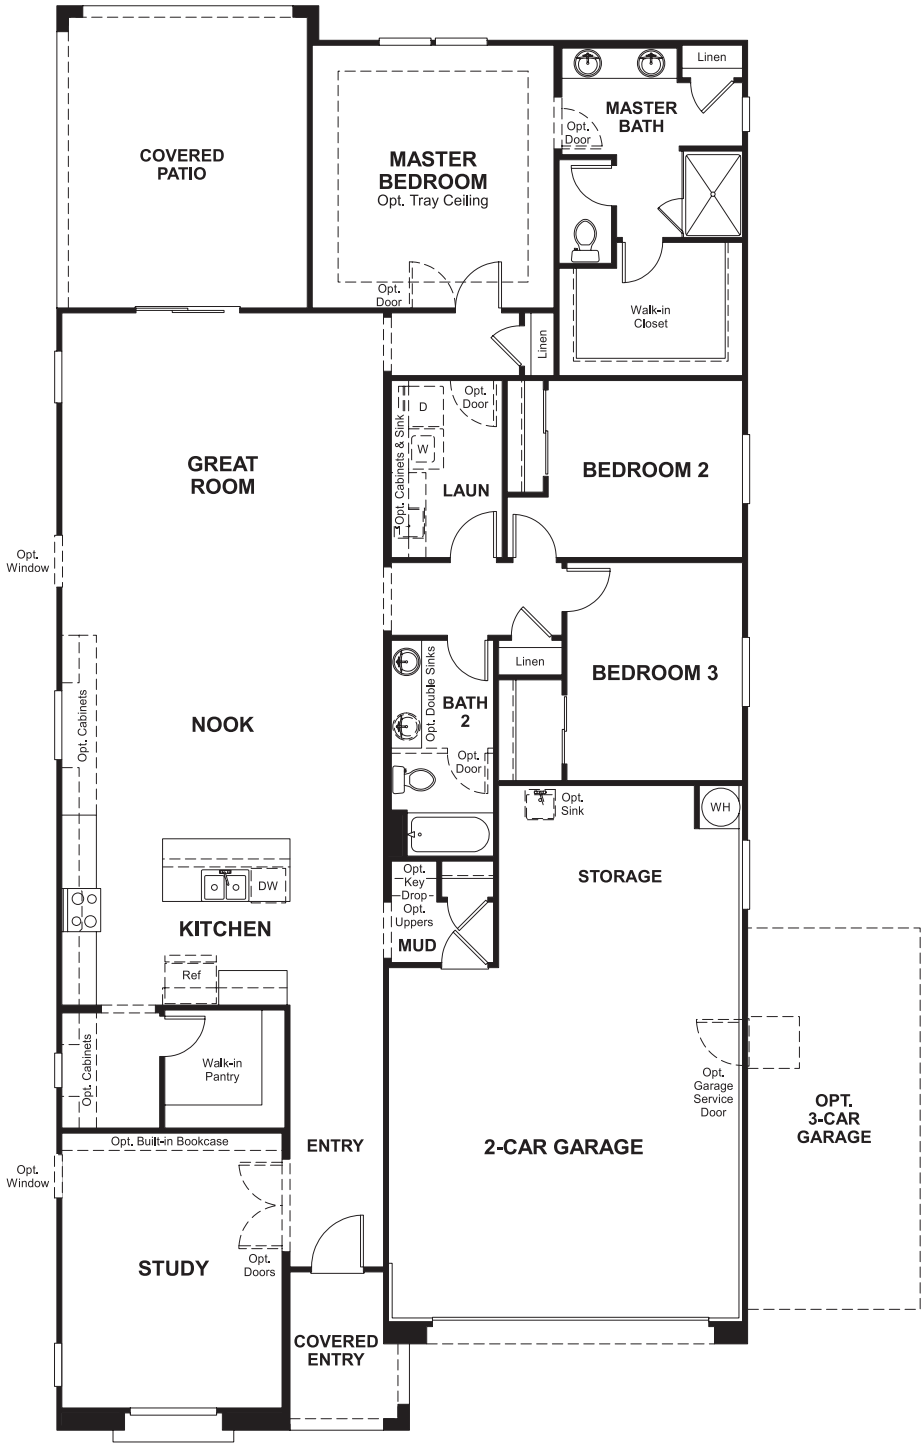 Linen
MASTER
BATH
Opt.
Door
COVERED
PATIO
MASTER
BEDROOM
Opt. Tray Ceiling
Opt.
Door
Walk-in
Closet
Linen
Opt. Cabinets & Sink
D
W
Opt.
Door
LAUN
BEDROOM 2
GREAT
ROOM
Opt.
Window
Opt. Cabinets
NOOK
Opt. Double Sinks
BATH
2
Opt.
Door
Linen
BEDROOM 3
Opt.
Sink
WH
STORAGE
DW
KITCHEN
Ref
Opt.
Key
Drop
Opt.
Uppers
MUD
Opt. Cabinets
Walk-in
Pantry
Opt.
Garage
Service
Door
OPT.
3-CAR
GARAGE
Opt. Built-in Bookcase
Opt.
Window
ENTRY
2-CAR GARAGE
STUDY
Opt.
Doors
COVERED
ENTRY